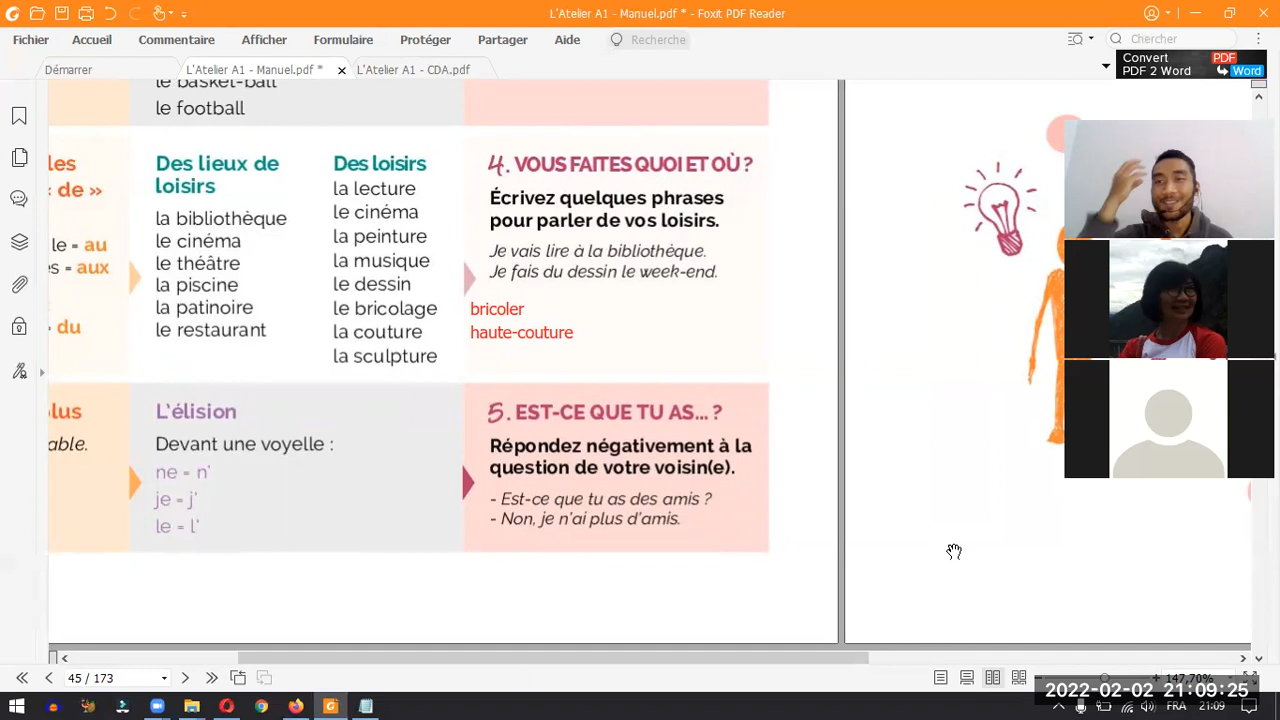 L'Atelier A1 - Manuel.pdf * - Foxit PDF Reader
Fichier Accueil Commentaire Afficher Formulaire Protéger Partager Aide Recherche Chercher
Démarrer L'Atelier A1 - Manuel.pdf * L'Atelier A1 - CDA.pdf
Convert PDF
PDF 2 Word Word
le basket-ball
le football
les
« de »
le = au
es = aux
= du
Des lieux de
loisirs
la bibliothèque
le cinéma
le théâtre
la piscine
la patinoire
le restaurant
Des loisirs
la lecture
le cinéma
la peinture
la musique
le dessin
le bricolage
la couture
la sculpture
4. VOUS FAITES QUOI ET OÙ ?
Écrivez quelques phrases
pour parler de vos loisirs.
Je vais lire à la bibliothèque.
Je fais du dessin le week-end.
bricoler
haute-couture
plus
able.
L'élision
Devant une voyelle :
ne = n'
je = j'
le = l'
5. EST-CE QUE TU AS... ?
Répondez négativement à la
question de votre voisin(e).
- Est-ce que tu as des amis ?
- Non, je n'ai plus d'amis.
45 / 173
147,70%
2022-02-02 21:09:25
FRA 21:09